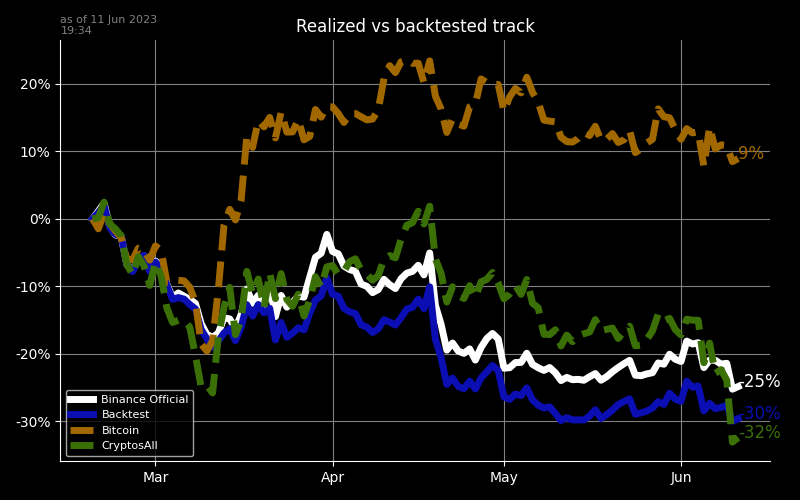 as of 11 Jun 2023
19:34
Realized vs backtested track
20%
10%
0%
-10%
-20%
-30%
9%
-25%
-30%
-32%
Binance Official
Backtest
Bitcoin
CryptosAll
Mar
Apr
May
Jun